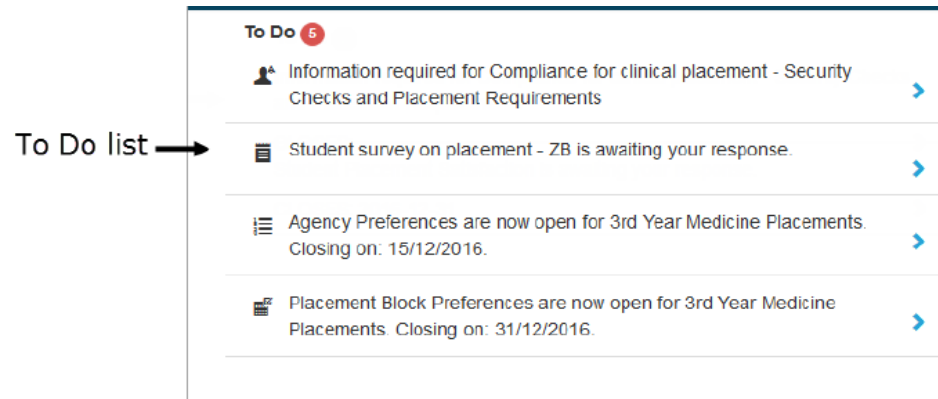 To Do 5
Information required for Compliance for clinical placement - Security
Checks and Placement Requirements
To Do list
Student survey on placement - ZB is awaiting your response.
Agency Preferences are now open for 3rd Year Medicine Placements.
Closing on: 15/12/2016.
Placement Block Preferences are now open for 3rd Year Medicine
Placements. Closing on: 31/12/2016.